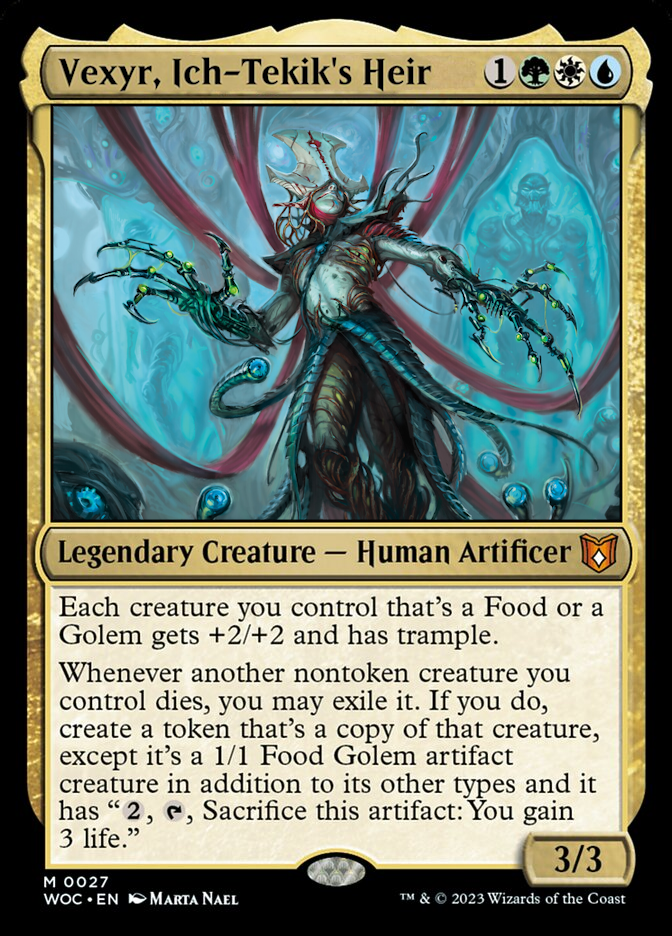 Vexyr, Ich-Tekik's Heir 1
Legendary Creature — Human Artificer
Each creature you control that's a Food or a
Golem gets +2/+2 and has trample.
Whenever another nontoken creature you
control dies, you may exile it. If you do,
create a token that's a copy of that creature,
except it's a 1/1 Food Golem artifact
creature in addition to its other types and it
has “2, , Sacrifice this artifact: You gain
3 life.”
3/3
M 0027
WOC • EN Marta Nael
™ & © 2023 Wizards of the Coast